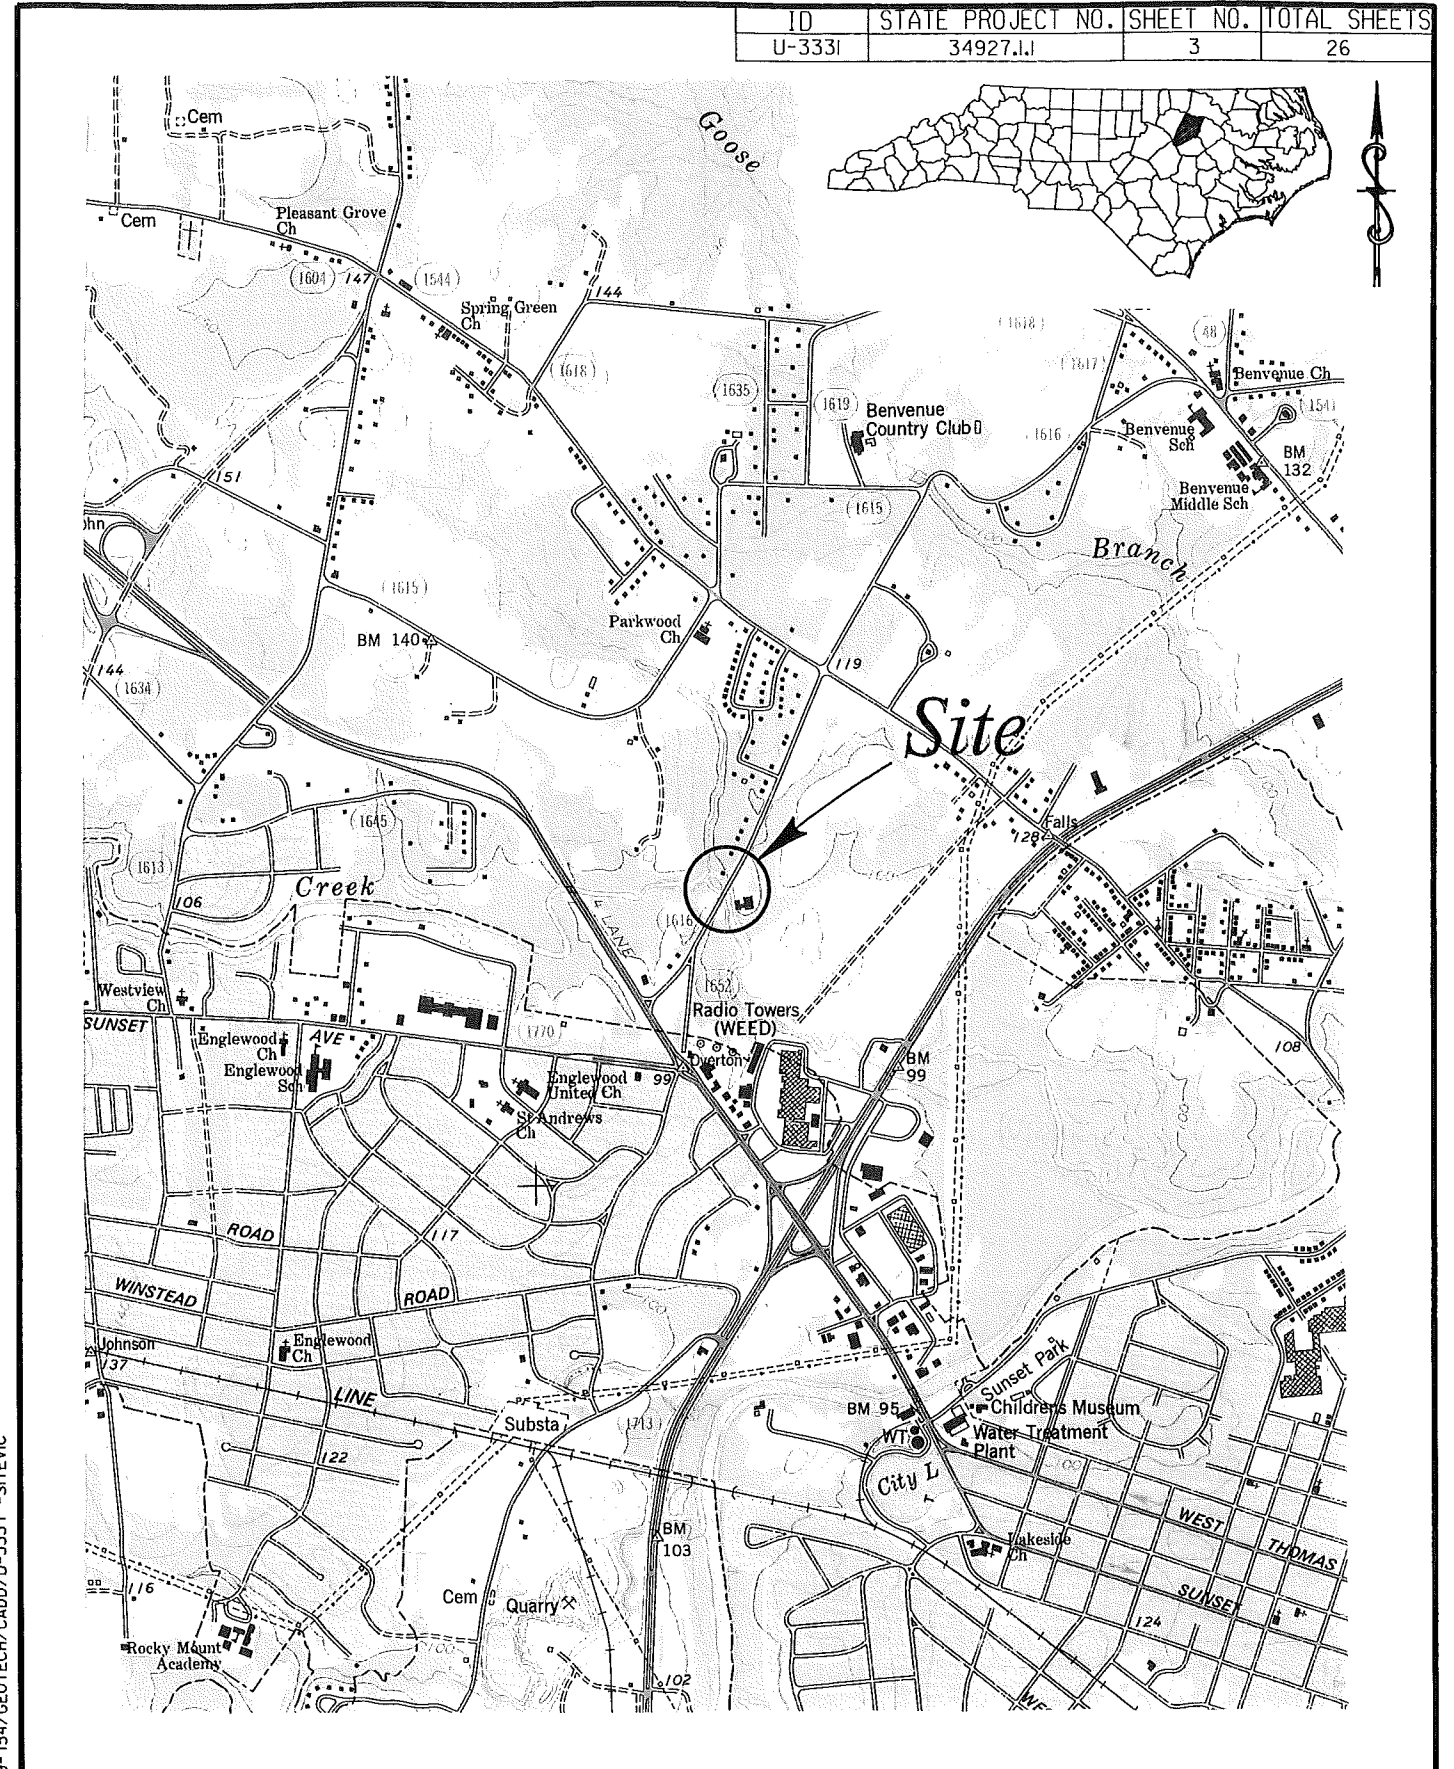 ID STATE PROJECT NO. SHEET NO. TOTAL SHEETS
U-3331 34927.1.1 3 26
Cem
Goose
Cem
Pleasant Grove
Ch
1604
147
1544
Spring Green
Ch
144
1618
1618
48
1617
Benvenue Ch
1635
1619
Benvenue
Country Club
1541
1616
Benvenue
Sch
BM
132
151
Benvenue
Middle Sch
1615
Branch
1615
Parkwood
Ch
BM 140
119
144
1634
Site
1645
Falls
128
1613
Creek
106
4 LANE
1616
Westview
Ch
1652
Radio Towers
(WEED)
SUNSET
AVE
1770
Englewood
Ch
Overton
108
Englewood
Sch
BM
99
Englewood
United Ch
99
St Andrews
Ch
ROAD
117
WINSTEAD
ROAD
100
Johnson
137
Englewood
Ch
Sunset Park
LINE
Childrens Museum
BM 95
Substa
1713
WT
Water Treatment
Plant
122
City L
WEST
BM
103
Lakeside
Ch
THOMAS
116
Cem
Quarry
SUNSET
124
Rocky Mount
Academy
100
102